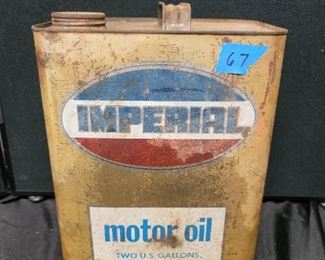 67
IMPERIAL
motor oil
TWO U.S. GALLONS